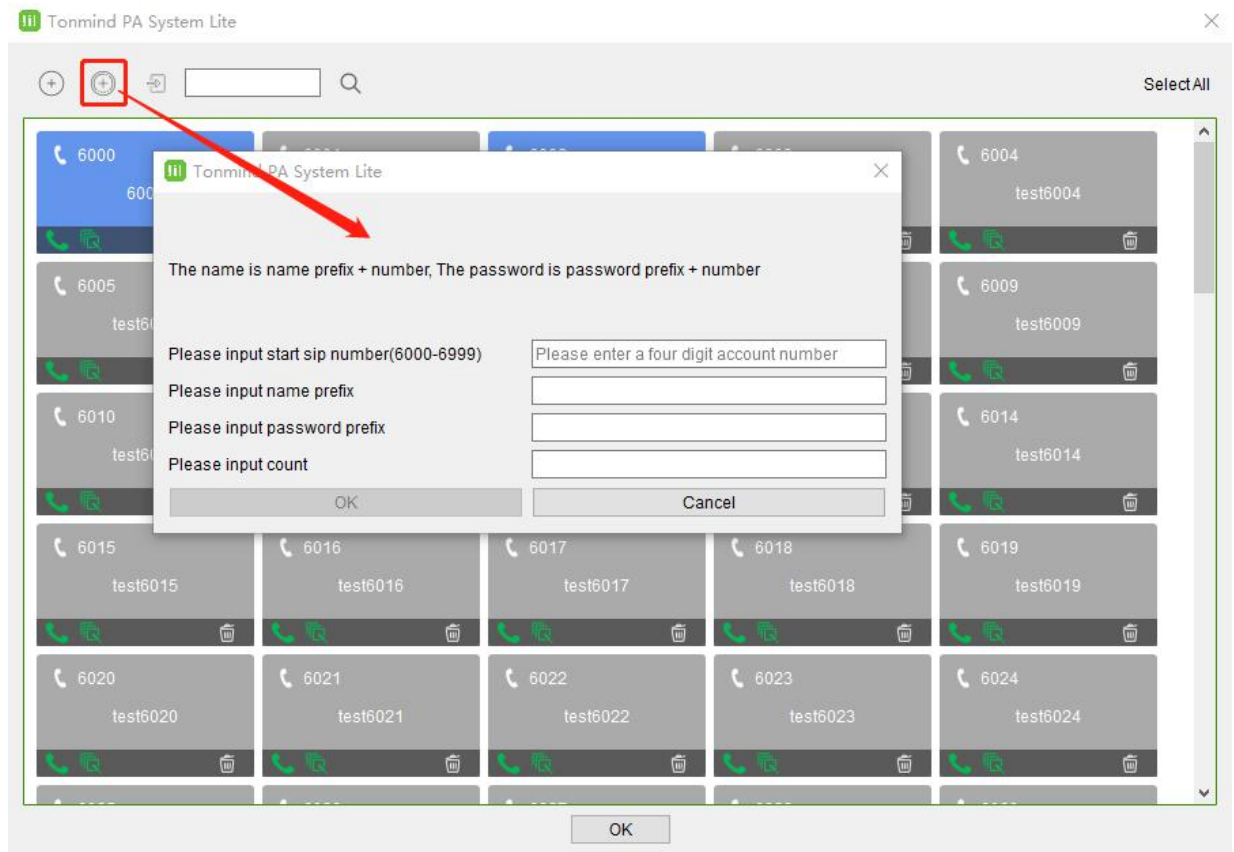 Tonmind PA System Lite
Select All
6000
6004
test6004
Tonmind PA System Lite
The name is name prefix + number, The password is password prefix + number
Please input start sip number(6000-6999)
Please enter a four digit account number
Please input name prefix
Please input password prefix
Please input count
OK
Cancel
6005
6009
test6009
6010
6014
test6014
6015
6016
6017
6018
6019
test6015
test6016
test6017
test6018
test6019
6020
6021
6022
6023
6024
test6020
test6021
test6022
test6023
test6024
OK